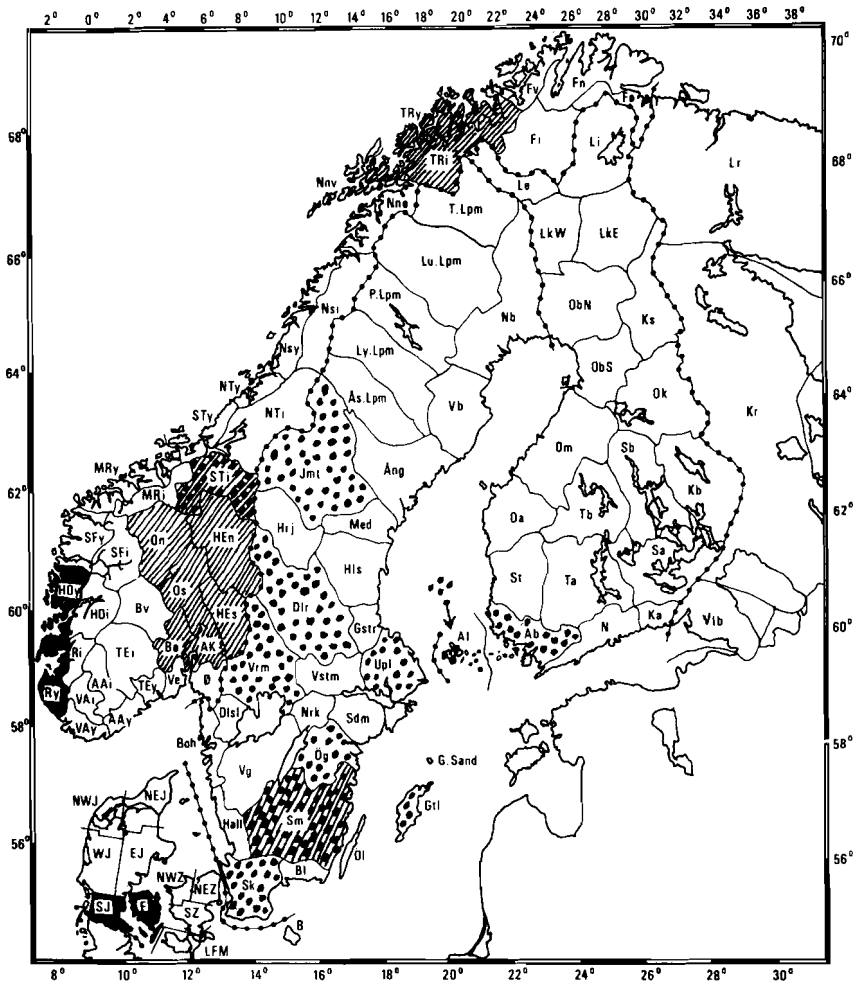 2° 0° 2° 4° 6° 8° 10° 12° 14° 16° 18° 20° 22° 24° 26° 28° 30° 32° 34° 36° 38°
70°
Fv Fn Fø
TRy
68°
TRi Fi Li Lr
68°
Nnv Nnø Le
T.Lpm
LkW LkE
66° Lu.Lpm 66°
P.Lpm ObN
Nsi Nb Ks
Nsy Ly.Lpm ObS
64° NTy 64°
STy NTi Ås.Lpm Vb Ok Kr
Om Sb
MRy STi Jmt Ång Kb
62° MRi 62°
SFy On HEn Hrj Med Oa Tb
SFi Hls St Ta Sa
HOy Os Dlr
60° HOi Bv HEs Gstr Al Ab N Ka Vib 60°
Ri TEi Bø AK Vrm Upl
Ry AAi TEy Ve Ø Vstm
VAi Nrk Sdm
58° VAy AAy Dlsl 58°
Boh Ög G.Sand
Vg
NWJ NEJ Gtl
Hall Sm
56° WJ EJ Öl 56°
NWZ Bl
NEZ Sk
SJ F SZ B
LFM
8° 10° 12° 14° 16° 18° 20° 22° 24° 26° 28° 30°